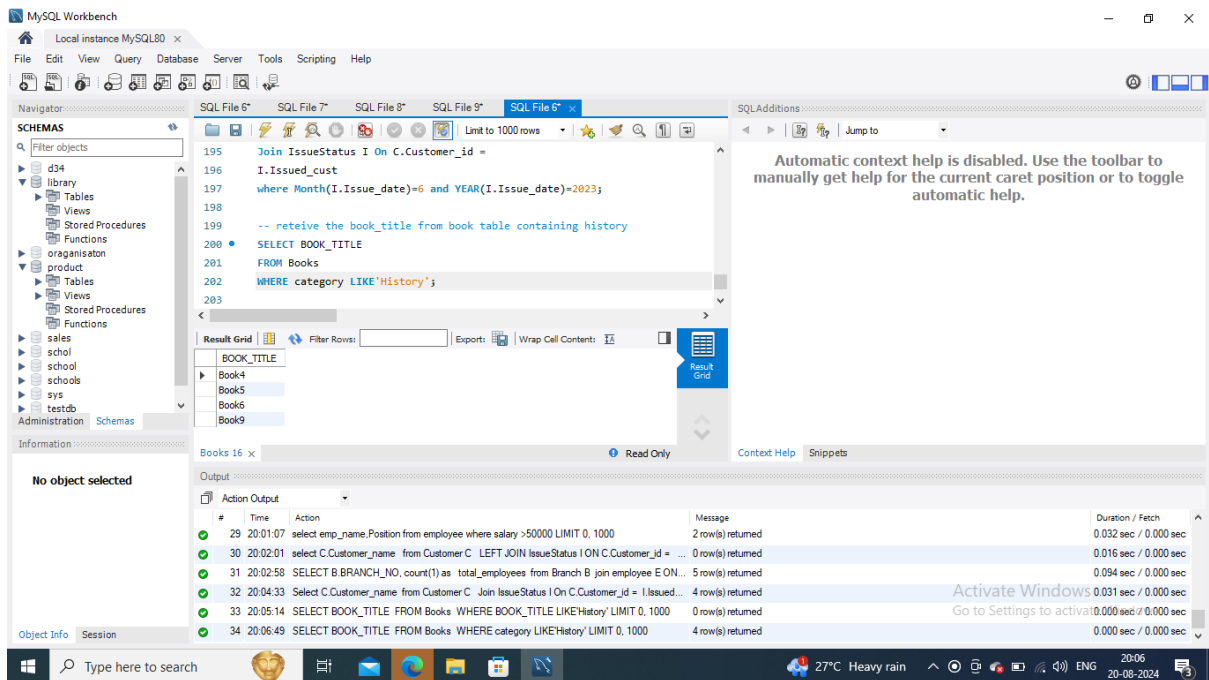 MySQL Workbench
Local instance MySQL80
File Edit View Query Database Server Tools Scripting Help
Navigator
SCHEMAS
Filter objects
d34
library
Tables
Views
Stored Procedures
Functions
oraganisaton
product
Tables
Views
Stored Procedures
Functions
sales
schol
school
schools
sys
testdb
Administration Schemas
Information
No object selected
Object Info Session
SQL File 6* SQL File 7* SQL File 8* SQL File 9* SQL File 6*
Limit to 1000 rows
195 Join IssueStatus I On C.Customer_id =
196 I.Issued_cust
197 where Month(I.Issue_date)=6 and YEAR(I.Issue_date)=2023;
198
199 -- reteive the book_title from book table containing history
200 SELECT BOOK_TITLE
201 FROM Books
202 WHERE category LIKE'History';
203
Result Grid Filter Rows: Export: Wrap Cell Content:
BOOK_TITLE
Book4
Book5
Book6
Book9
Result Grid
Books 16 Read Only
SQLAdditions
Jump to
Automatic context help is disabled. Use the toolbar to
manually get help for the current caret position or to toggle
automatic help.
Context Help Snippets
Output
Action Output
# Time Action Message Duration / Fetch
29 20:01:07 select emp_name,Position from employee where salary >50000 LIMIT 0, 1000 2 row(s) returned 0.032 sec / 0.000 sec
30 20:02:01 select C.Customer_name from Customer C LEFT JOIN IssueStatus I ON C.Customer_id = ... 0 row(s) returned 0.016 sec / 0.000 sec
31 20:02:58 SELECT B.BRANCH_NO, count(1) as total_employees from Branch B join employee E ON... 5 row(s) returned 0.094 sec / 0.000 sec
32 20:04:33 Select C.Customer_name from Customer C Join IssueStatus I On C.Customer_id = I.Issued... 4 row(s) returned 0.031 sec / 0.000 sec
33 20:05:14 SELECT BOOK_TITLE FROM Books WHERE BOOK_TITLE LIKE'History' LIMIT 0, 1000 0 row(s) returned 0.000 sec / 0.000 sec
34 20:06:49 SELECT BOOK_TITLE FROM Books WHERE category LIKE'History' LIMIT 0, 1000 4 row(s) returned 0.000 sec / 0.000 sec
Activate Windows
Go to Settings to activate
Type here to search
27°C Heavy rain
ENG
20:06
20-08-2024
3